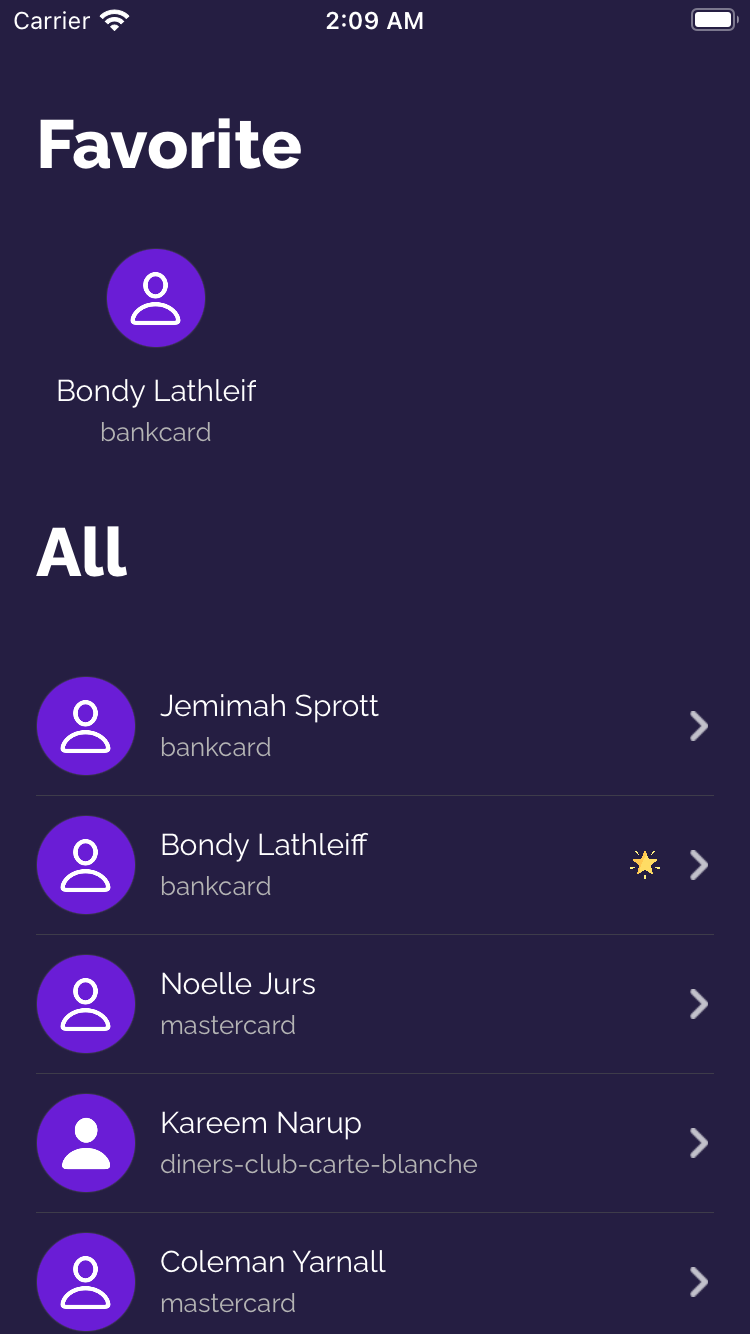 Carrier 2:09 AM
Favorite
Bondy Lathleif
bankcard
All
Jemimah Sprott
bankcard
Bondy Lathleiff
bankcard
Noelle Jurs
mastercard
Kareem Narup
diners-club-carte-blanche
Coleman Yarnall
mastercard